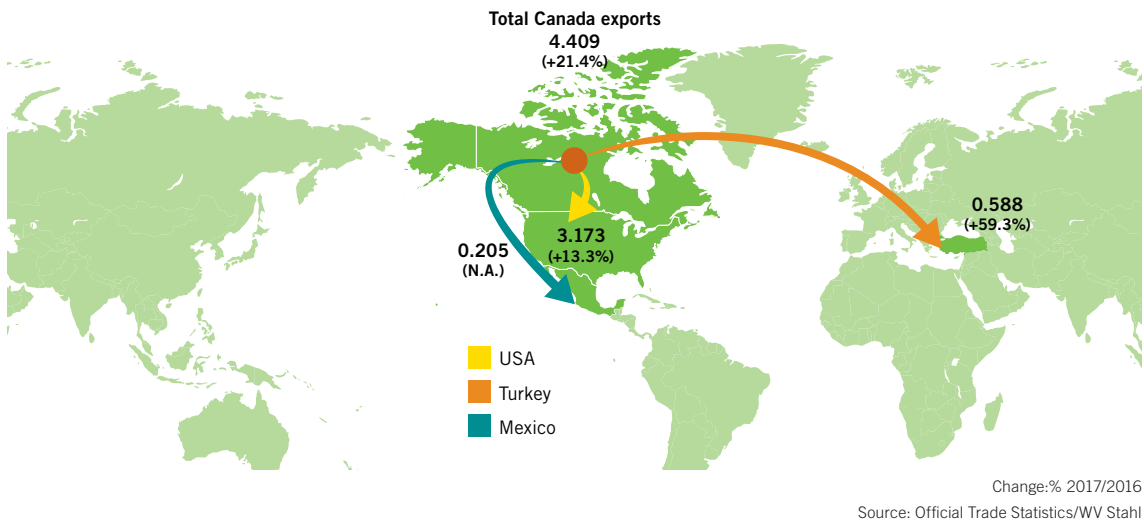 Total Canada exports
4.409
(+21.4%)
0.588
(+59.3%)
0.205
(N.A.)
3.173
(+13.3%)
USA
Turkey
Mexico
Change:% 2017/2016
Source: Official Trade Statistics/WV Stahl